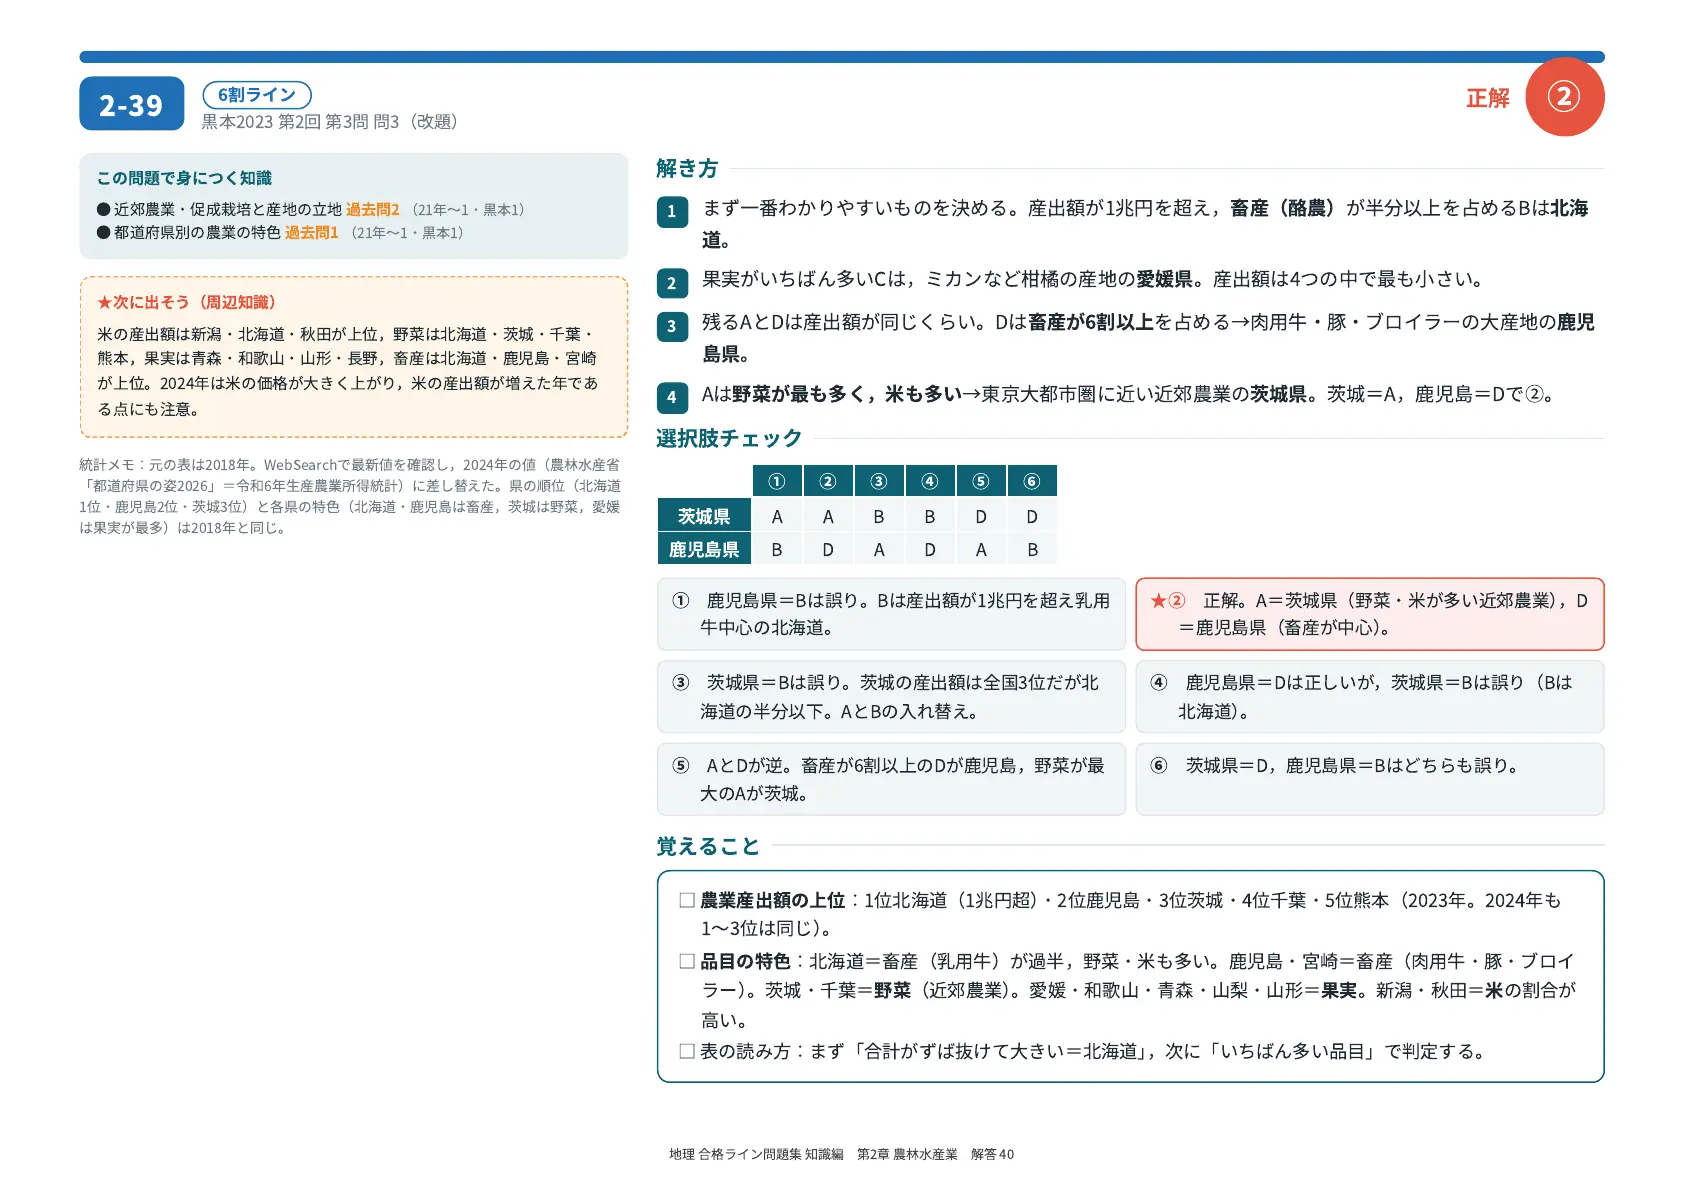 2-39
6割ライン
黒本2023 第2回 第3問 問3（改題）
正解 ②
この問題で身につく知識
●近郊農業・促成栽培と産地の立地 過去問2 （21年〜1・黒本1）
●都道府県別の農業の特色 過去問1 （21年〜1・黒本1）
★次に出そう（周辺知識）
米の産出額は新潟・北海道・秋田が上位，野菜は北海道・茨城・千葉・
熊本，果実は青森・和歌山・山形・長野，畜産は北海道・鹿児島・宮崎
が上位。2024年は米の価格が大きく上がり，米の産出額が増えた年であ
る点にも注意。
統計メモ：元の表は2018年。WebSearchで最新値を確認し，2024年の値（農林水産省
「都道府県の姿2026」＝令和6年生産農業所得統計）に差し替えた。県の順位（北海道
1位・鹿児島2位・茨城3位）と各県の特色（北海道・鹿児島は畜産，茨城は野菜，愛媛
は果実が最多）は2018年と同じ。
解き方
1 まず一番わかりやすいものを決める。産出額が1兆円を超え，畜産（酪農）が半分以上を占めるBは北海
道。
2 果実がいちばん多いCは，ミカンなど柑橘の産地の愛媛県。産出額は4つの中で最も小さい。
3 残るAとDは産出額が同じくらい。Dは畜産が6割以上を占める→肉用牛・豚・ブロイラーの大産地の鹿児
島県。
4 Aは野菜が最も多く，米も多い→東京大都市圏に近い近郊農業の茨城県。茨城＝A，鹿児島＝Dで②。
選択肢チェック
① ② ③ ④ ⑤ ⑥
茨城県 A A B B D D
鹿児島県 B D A D A B
① 鹿児島県＝Bは誤り。Bは産出額が1兆円を超え乳用
牛中心の北海道。
★② 正解。A＝茨城県（野菜・米が多い近郊農業），D
＝鹿児島県（畜産が中心）。
③ 茨城県＝Bは誤り。茨城の産出額は全国3位だが北
海道の半分以下。AとBの入れ替え。
④ 鹿児島県＝Dは正しいが，茨城県＝Bは誤り（Bは
北海道）。
⑤ AとDが逆。畜産が6割以上のDが鹿児島，野菜が最
大のAが茨城。
⑥ 茨城県＝D，鹿児島県＝Bはどちらも誤り。
覚えること
□ 農業産出額の上位：1位北海道（1兆円超）・2位鹿児島・3位茨城・4位千葉・5位熊本（2023年。2024年も
1〜3位は同じ）。
□ 品目の特色：北海道＝畜産（乳用牛）が過半，野菜・米も多い。鹿児島・宮崎＝畜産（肉用牛・豚・ブロイ
ラー）。茨城・千葉＝野菜（近郊農業）。愛媛・和歌山・青森・山梨・山形＝果実。新潟・秋田＝米の割合が
高い。
□ 表の読み方：まず「合計がずば抜けて大きい＝北海道」，次に「いちばん多い品目」で判定する。
地理 合格ライン問題集 知識編　第2章 農林水産業　解答 40